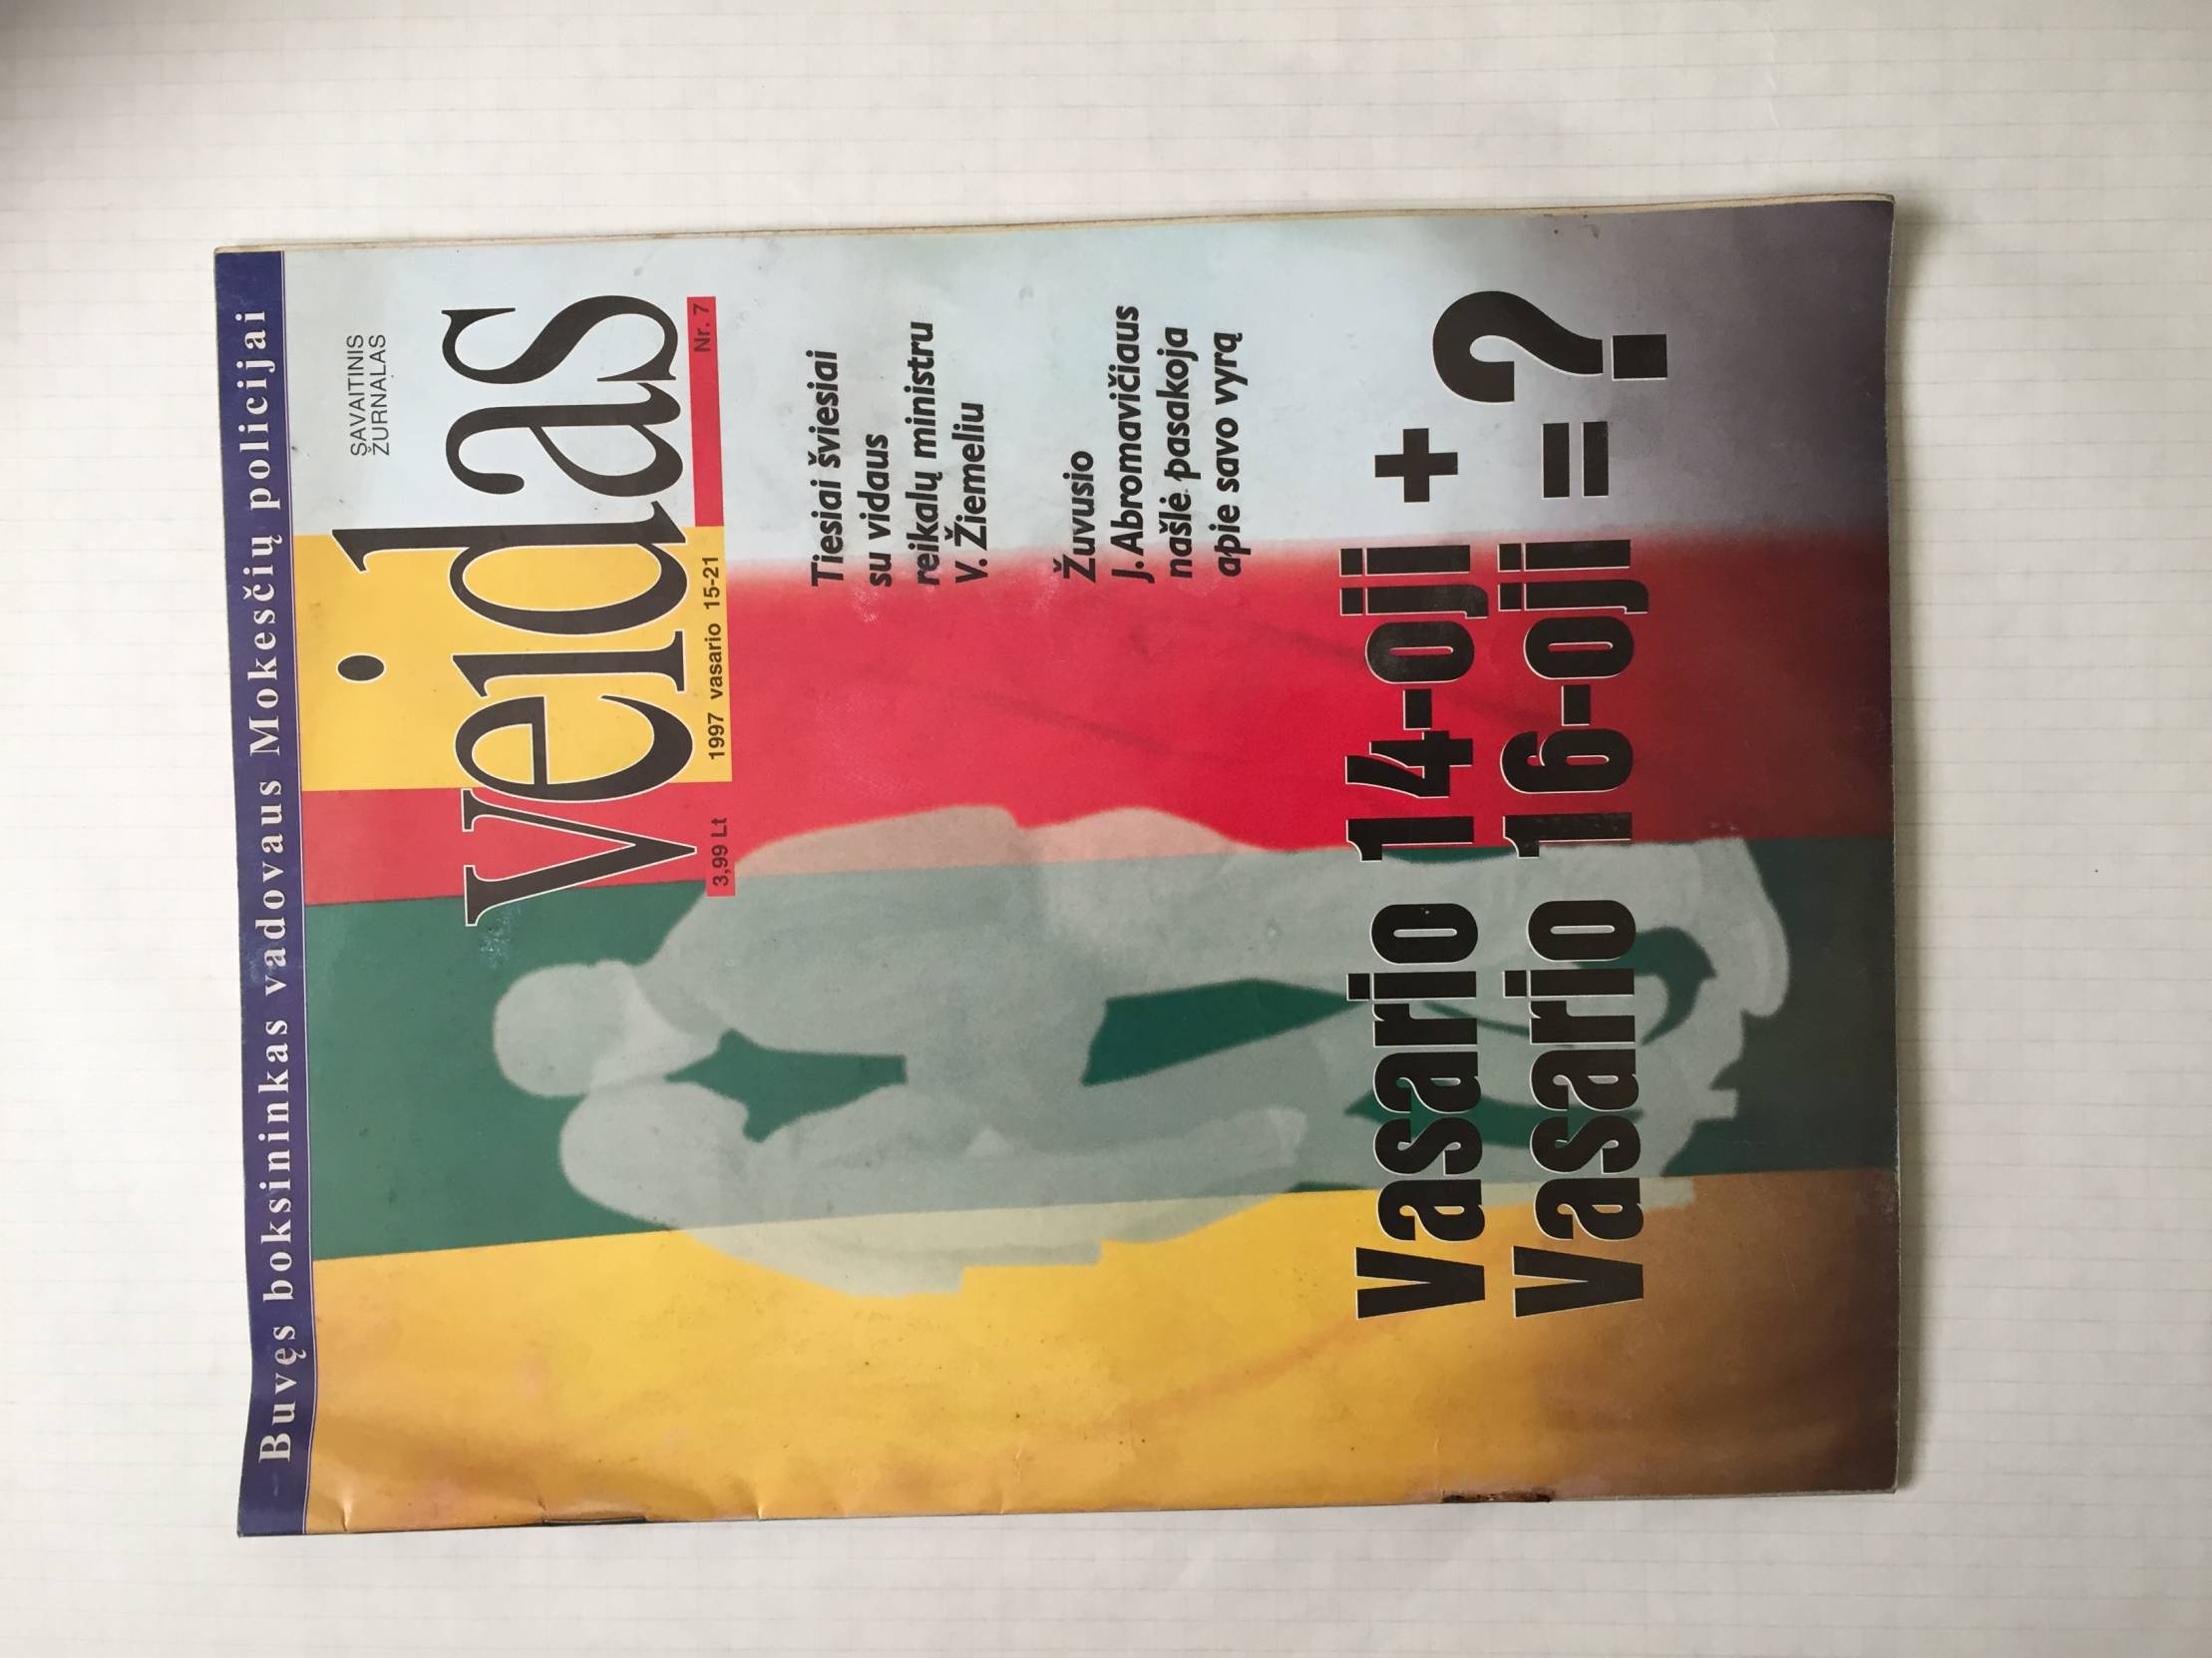 Buvęs boksininkas vadovaus Mokesčių policijai
SAVAITINIS
ŽURNALAS
veidas
3,99 Lt 1997 vasario 15-21 Nr. 7
Tiesiai šviesiai
su vidaus
reikalų ministru
V. Žiemeliu
Žuvusio
J. Abromavičiaus
našlė pasakoja
apie savo vyrą
Vasario 14-oji +
Vasario 16-oji = ?